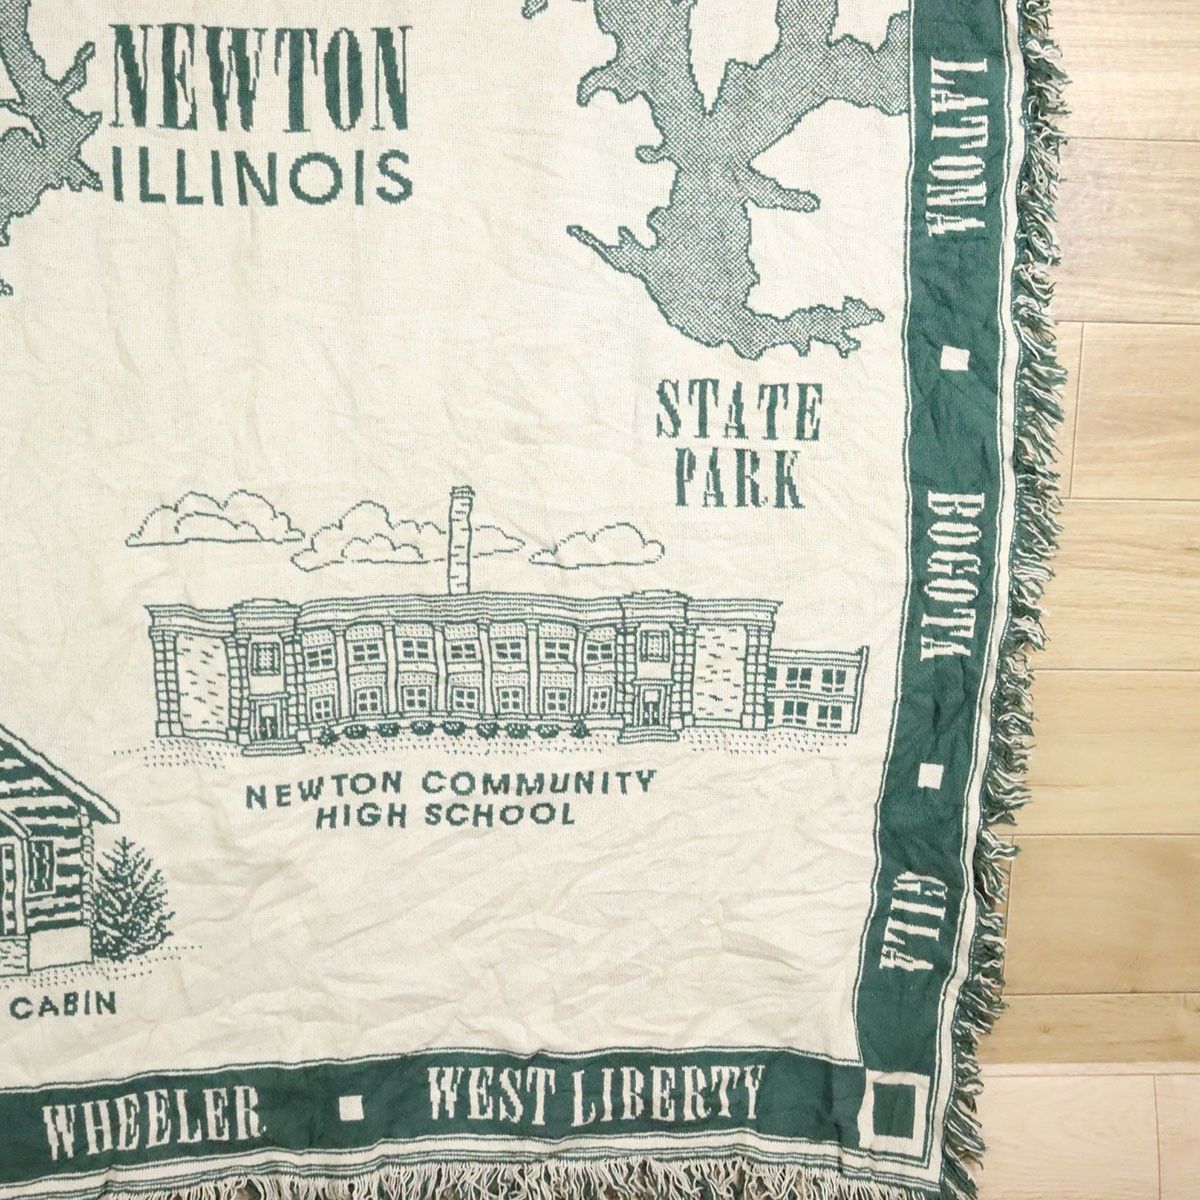 NEWTON
ILLINOIS
STATE
PARK
NEWTON COMMUNITY
HIGH SCHOOL
CABIN
LATONA
BOGOTA
GILA
WHEELER
WEST LIBERTY